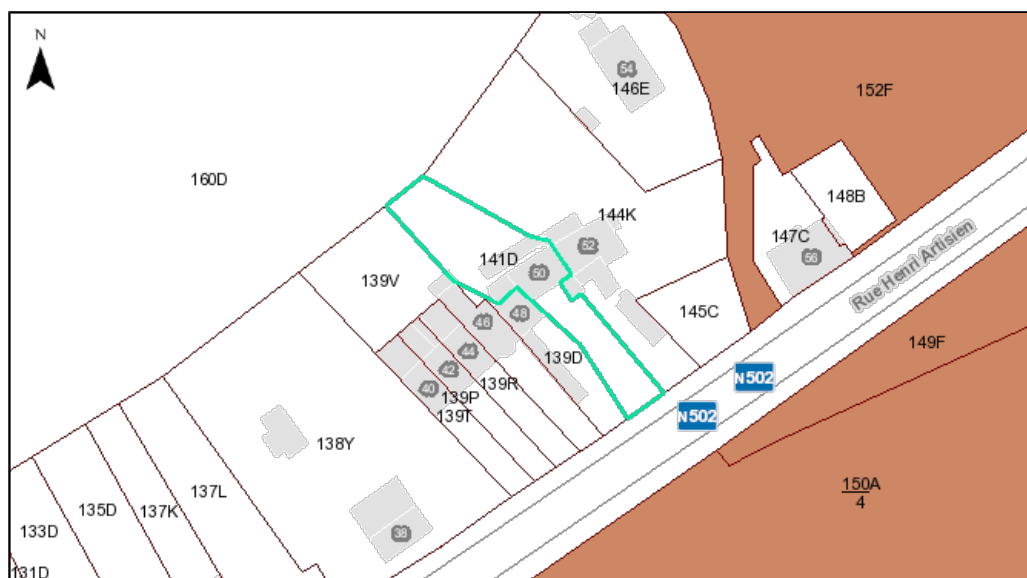 N
54
146E
152F
160D
148B
144K
147C
52
56
141D
50
139V
Rue Henri Artisien
145C
46
48
149F
44
139D
42
139R
N502
40
139P
139T
N502
138Y
150A
4
137L
135D
137K
133D
38
131D